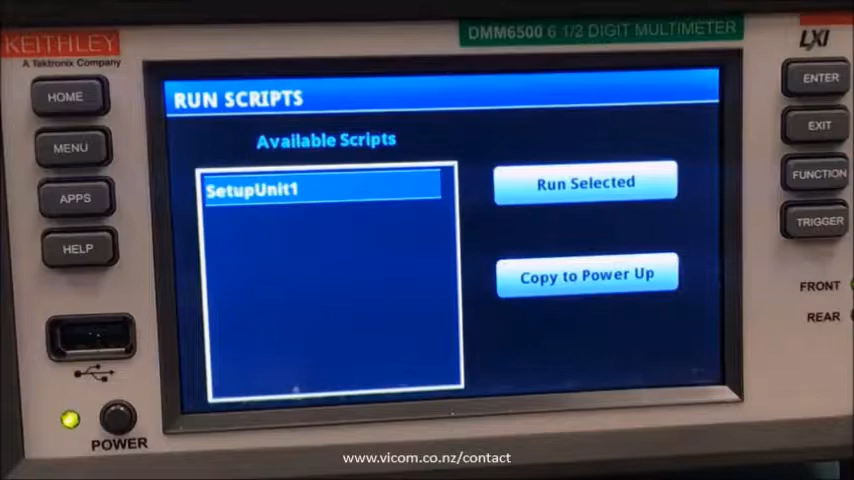 KEITHLEY
A Tektronix Company
DMM6500 6 1/2 DIGIT MULTIMETER
LXI
HOME
MENU
APPS
HELP
POWER
RUN SCRIPTS
Available Scripts
SetupUnit1
Run Selected
Copy to Power Up
ENTER
EXIT
FUNCTION
TRIGGER
FRONT
REAR
www.vicom.co.nz/contact